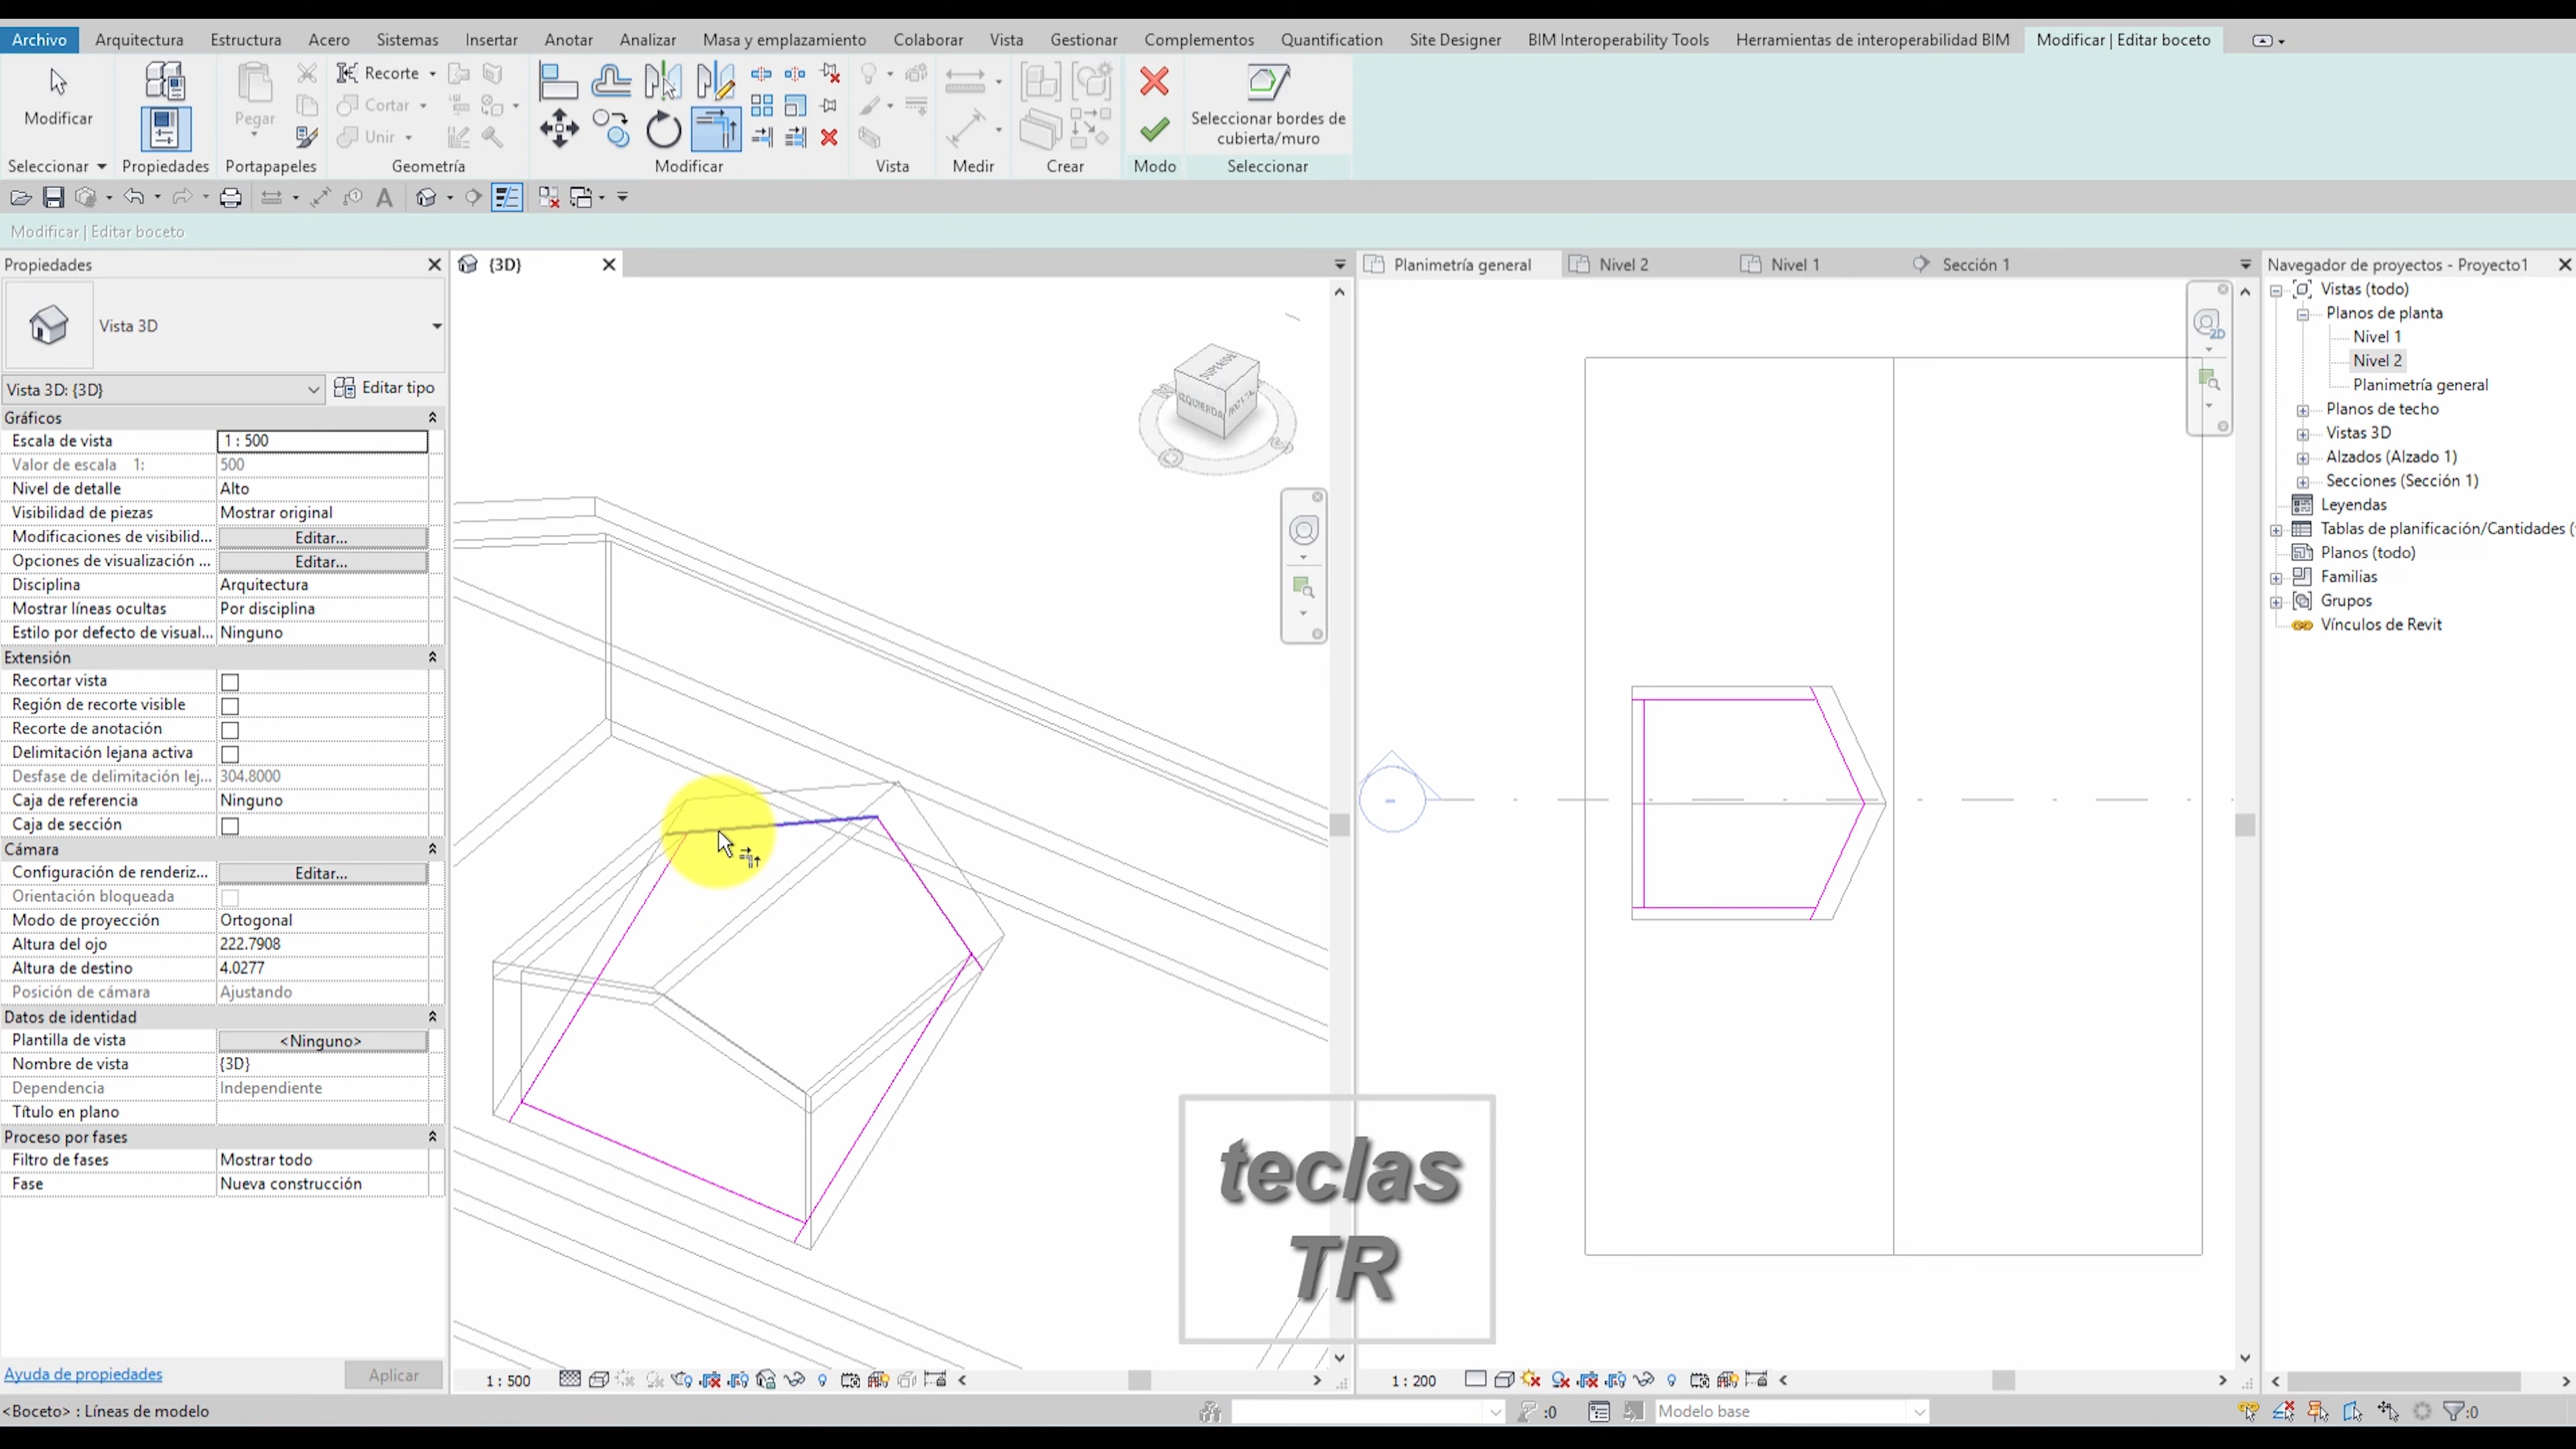 Archivo Arquitectura Estructura Acero Sistemas Insertar Anotar Analizar Masa y emplazamiento Colaborar Vista Gestionar Complementos Quantification Site Designer BIM Interoperability Tools Herramientas de interoperabilidad BIM Modificar | Editar boceto
Modificar
Pegar
Recorte
Cortar
Unir
Seleccionar bordes de
cubierta/muro
Seleccionar Propiedades Portapapeles Geometría Modificar Vista Medir Crear Modo Seleccionar
Modificar | Editar boceto
Propiedades
Vista 3D
Vista 3D: {3D} Editar tipo
Gráficos
Escala de vista 1 : 500
Valor de escala 1: 500
Nivel de detalle Alto
Visibilidad de piezas Mostrar original
Modificaciones de visibilid... Editar...
Opciones de visualización ... Editar...
Disciplina Arquitectura
Mostrar líneas ocultas Por disciplina
Estilo por defecto de visual... Ninguno
Extensión
Recortar vista
Región de recorte visible
Recorte de anotación
Delimitación lejana activa
Desfase de delimitación lej... 304.8000
Caja de referencia Ninguno
Caja de sección
Cámara
Configuración de renderiz... Editar...
Orientación bloqueada
Modo de proyección Ortogonal
Altura del ojo 222.7908
Altura de destino 4.0277
Posición de cámara Ajustando
Datos de identidad
Plantilla de vista <Ninguno>
Nombre de vista {3D}
Dependencia Independiente
Título en plano
Proceso por fases
Filtro de fases Mostrar todo
Fase Nueva construcción
Ayuda de propiedades Aplicar
{3D}
SUPERIOR
IZQUIERDA
teclas
TR
1 : 500
Planimetría general Nivel 2 Nivel 1 Sección 1
2D
1 : 200
Navegador de proyectos - Proyecto1
Vistas (todo)
Planos de planta
Nivel 1
Nivel 2
Planimetría general
Planos de techo
Vistas 3D
Alzados (Alzado 1)
Secciones (Sección 1)
Leyendas
Tablas de planificación/Cantidades (
Planos (todo)
Familias
Grupos
Vínculos de Revit
<Boceto> : Líneas de modelo :0 Modelo base :0